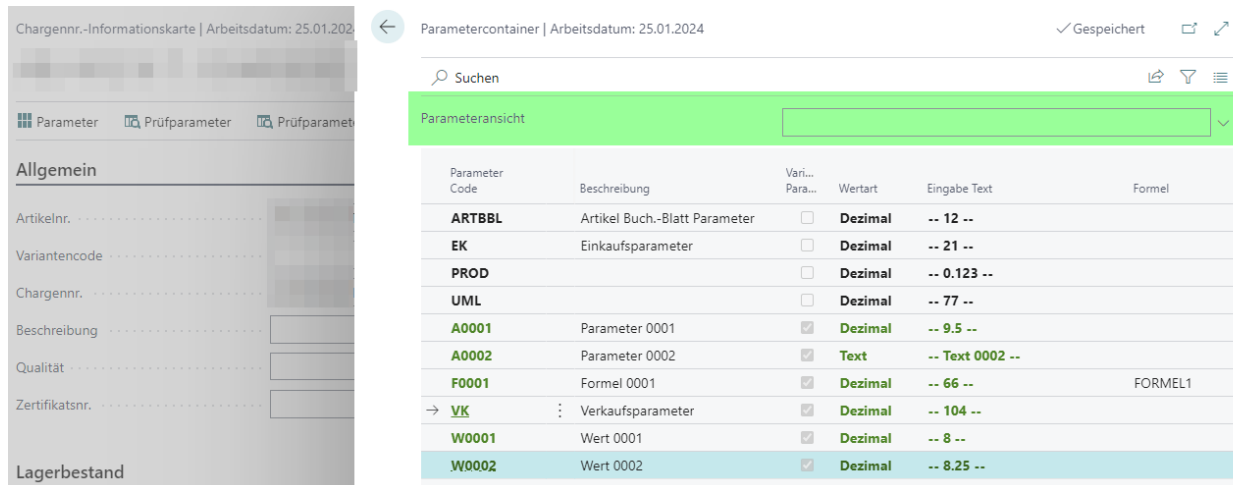 Chargennr.-Informationskarte | Arbeitsdatum: 25.01.202
Parameter Prüfparameter Prüfparamet
Allgemein
Artikelnr.
Variantencode
Chargennr.
Beschreibung
Qualität
Zertifikatsnr.
Lagerbestand
Parametercontainer | Arbeitsdatum: 25.01.2024 Gespeichert
Suchen
Parameteransicht
Parameter Code Beschreibung Vari... Para... Wertart Eingabe Text Formel
ARTBBL Artikel Buch.-Blatt Parameter Dezimal -- 12 --
EK Einkaufsparameter Dezimal -- 21 --
PROD Dezimal -- 0.123 --
UML Dezimal -- 77 --
A0001 Parameter 0001 Dezimal -- 9.5 --
A0002 Parameter 0002 Text -- Text 0002 --
F0001 Formel 0001 Dezimal -- 66 -- FORMEL1
VK Verkaufsparameter Dezimal -- 104 --
W0001 Wert 0001 Dezimal -- 8 --
W0002 Wert 0002 Dezimal -- 8.25 --